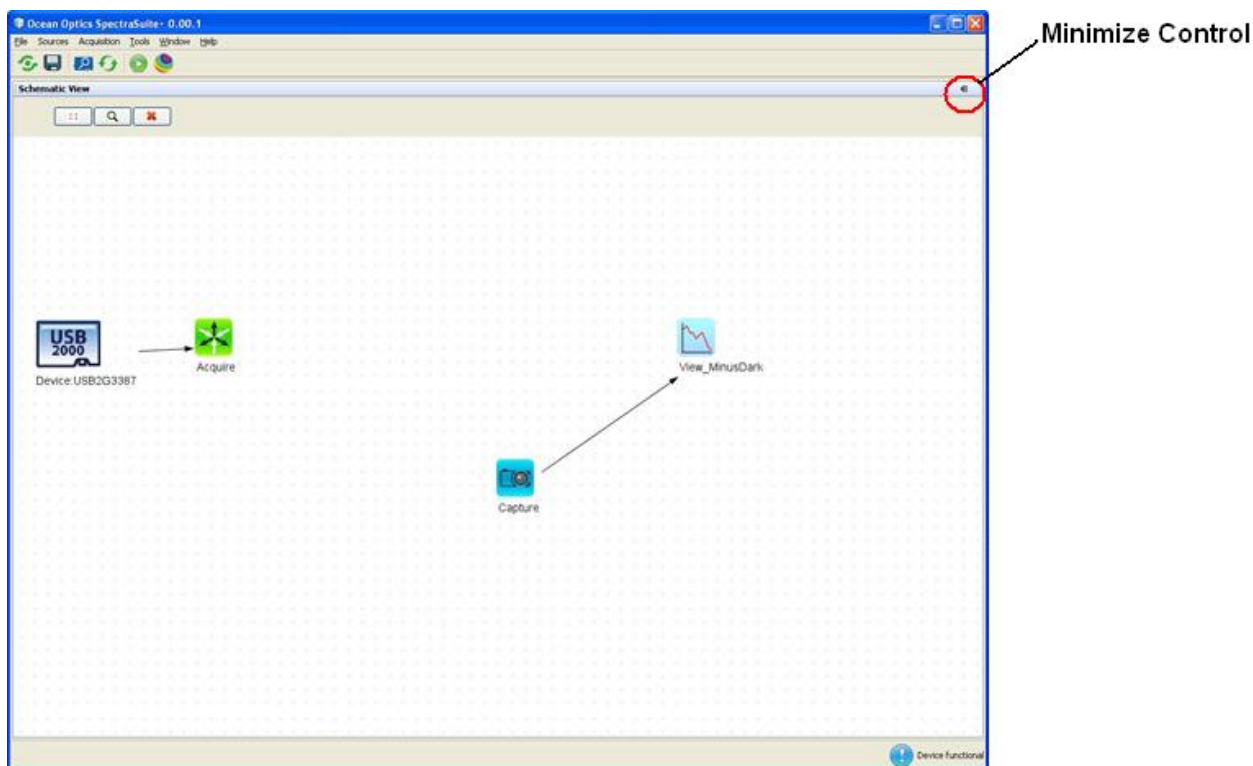 Ocean Optics SpectraSuite- 0.00.1
Minimize Control
File Sources Acquisition Tools Window Help
Schematic View
USB
2000
Device:USB2G3387
Acquire
View_MinusDark
Capture
Device functional